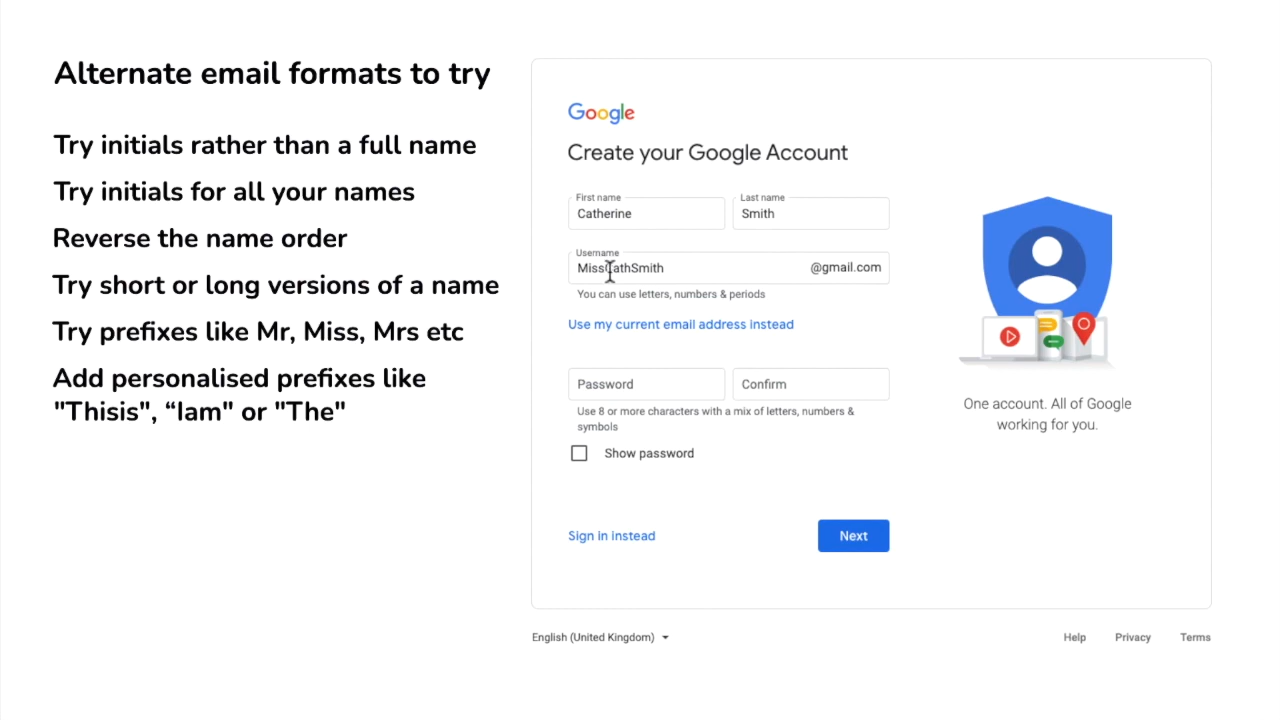 Alternate email formats to try
Try initials rather than a full name
Try initials for all your names
Reverse the name order
Try short or long versions of a name
Try prefixes like Mr, Miss, Mrs etc
Add personalised prefixes like
"Thisis", “Iam" or "The"
Google
Create your Google Account
First name
Catherine
Last name
Smith
Username
MissCathSmith
@gmail.com
You can use letters, numbers & periods
Use my current email address instead
Password
Confirm
Use 8 or more characters with a mix of letters, numbers &
symbols
Show password
Sign in instead
Next
One account. All of Google
working for you.
English (United Kingdom)
Help
Privacy
Terms